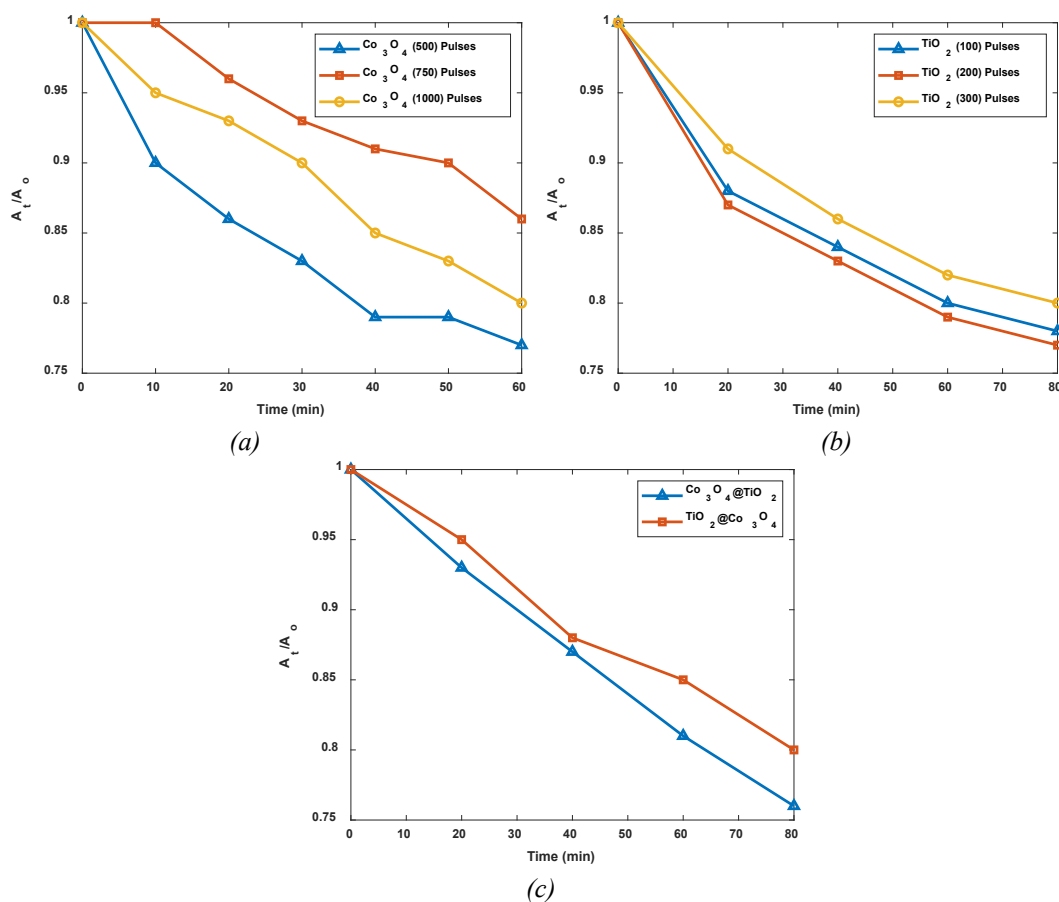 1
0.95
0.9
0.85
0.8
0.75
A t /A o
0 10 20 30 40 50 60
Time (min)
Co 3 O 4 (500) Pulses
Co 3 O 4 (750) Pulses
Co 3 O 4 (1000) Pulses
(a)
1
0.95
0.9
0.85
0.8
0.75
A t /A o
0 10 20 30 40 50 60 70 80
Time (min)
TiO 2 (100) Pulses
TiO 2 (200) Pulses
TiO 2 (300) Pulses
(b)
1
0.95
0.9
0.85
0.8
0.75
A t /A o
0 10 20 30 40 50 60 70 80
Time (min)
Co 3 O 4 @TiO 2
TiO 2 @Co 3 O 4
(c)